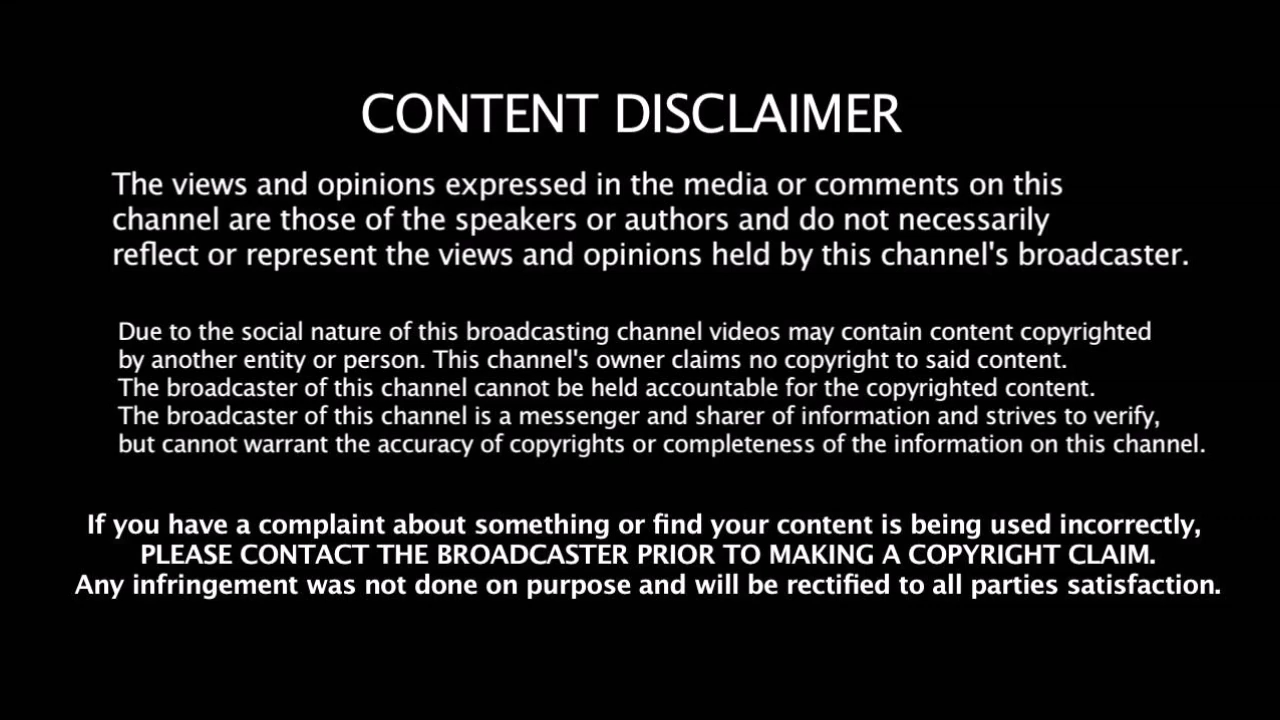 CONTENT DISCLAIMER
The views and opinions expressed in the media or comments on this
channel are those of the speakers or authors and do not necessarily
reflect or represent the views and opinions held by this channel's broadcaster.
Due to the social nature of this broadcasting channel videos may contain content copyrighted
by another entity or person. This channel's owner claims no copyright to said content.
The broadcaster of this channel cannot be held accountable for the copyrighted content.
The broadcaster of this channel is a messenger and sharer of information and strives to verify,
but cannot warrant the accuracy of copyrights or completeness of the information on this channel.
If you have a complaint about something or find your content is being used incorrectly,
PLEASE CONTACT THE BROADCASTER PRIOR TO MAKING A COPYRIGHT CLAIM.
Any infringement was not done on purpose and will be rectified to all parties satisfaction.